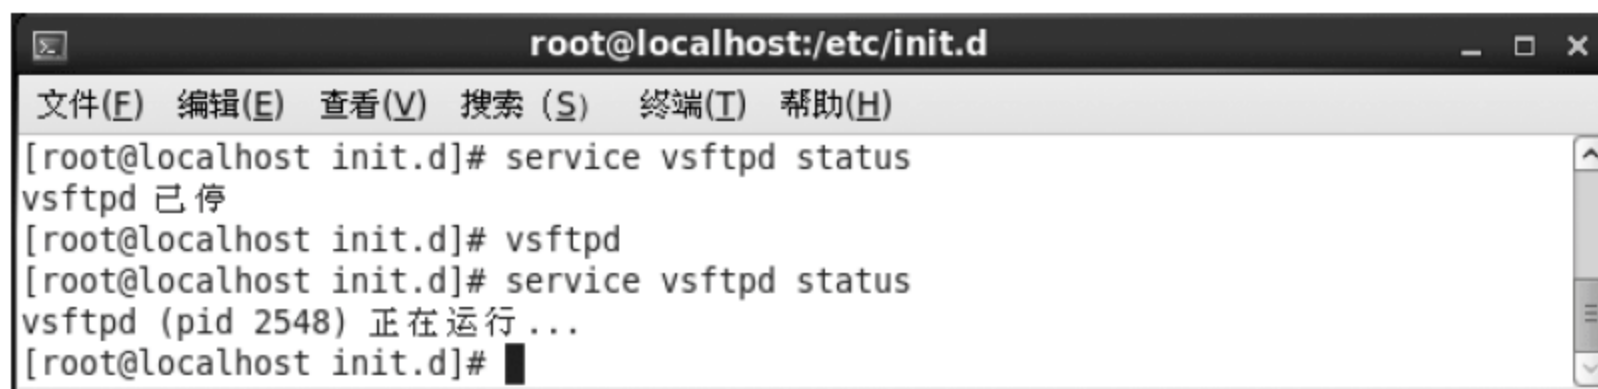 root@localhost:/etc/init.d
文件(F) 编辑(E) 查看(V) 搜索（S） 终端(T) 帮助(H)
[root@localhost init.d]# service vsftpd status
vsftpd 已停
[root@localhost init.d]# vsftpd
[root@localhost init.d]# service vsftpd status
vsftpd (pid 2548) 正在运行...
[root@localhost init.d]#